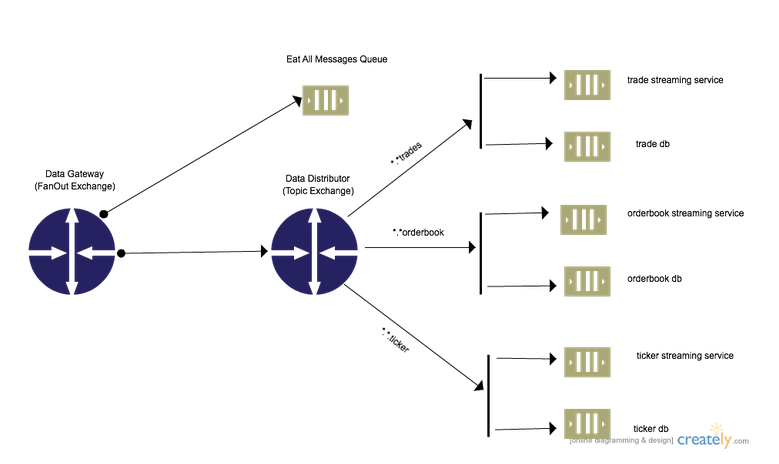 Eat All Messages Queue
trade streaming service
*.*trades
trade db
Data Gateway
(FanOut Exchange)
Data Distributor
(Topic Exchange)
orderbook streaming service
*.*orderbook
orderbook db
*.*.ticker
ticker streaming service
ticker db
[online diagramming & design] creately.com